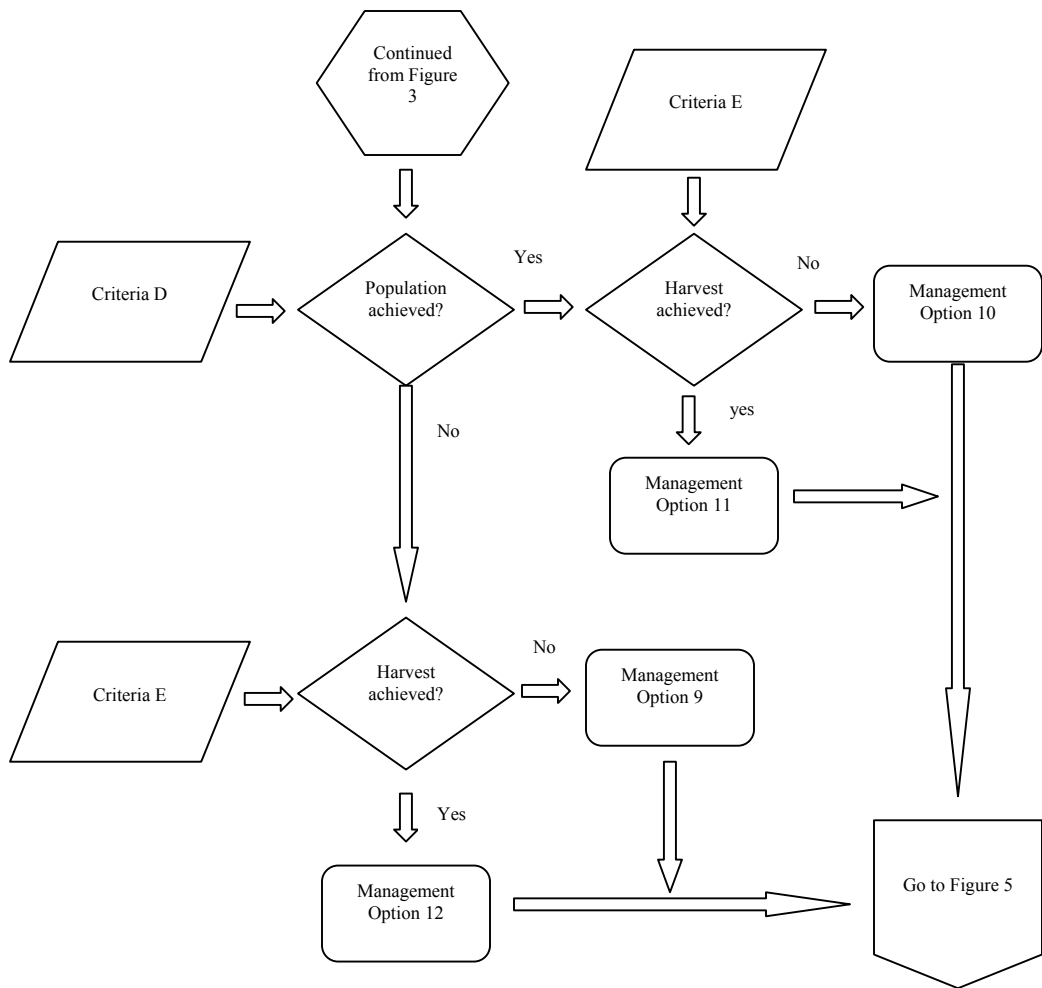 Continued
from Figure
3
Criteria E
Criteria D
Population
achieved?
Yes
Harvest
achieved?
No
Management
Option 10
No
yes
Management
Option 11
Criteria E
Harvest
achieved?
No
Management
Option 9
Yes
Management
Option 12
Go to Figure 5